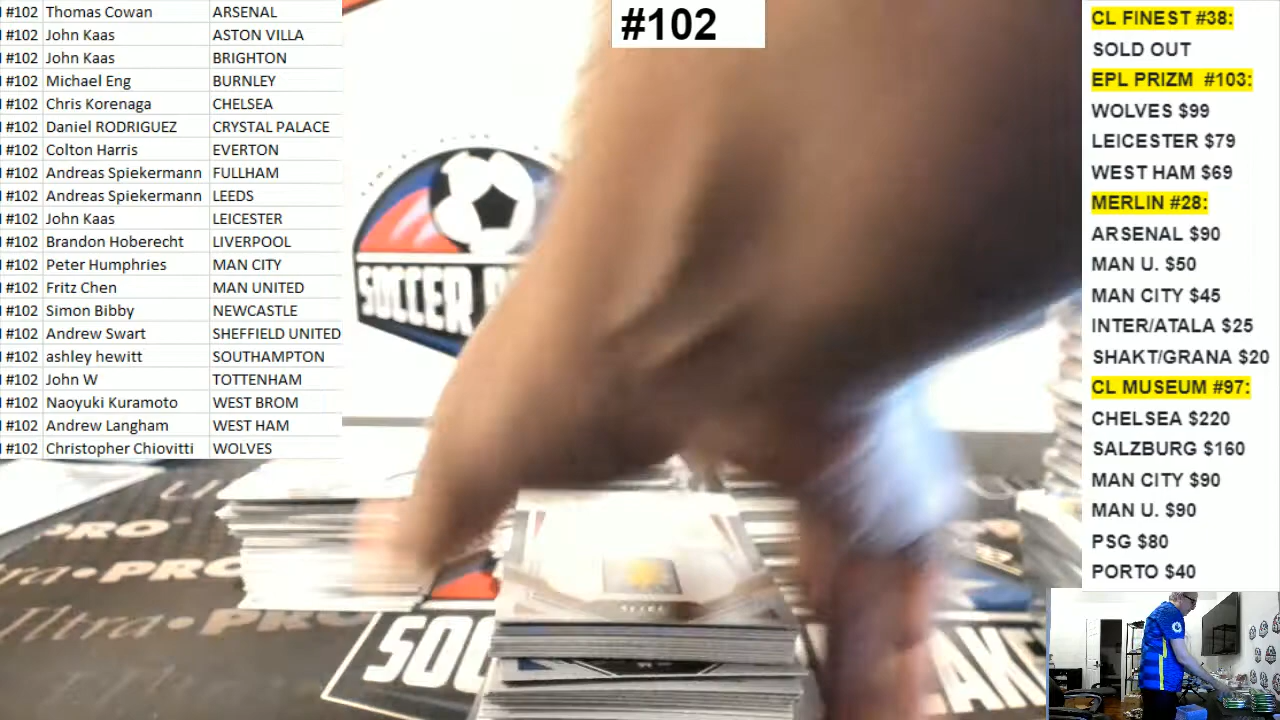 #102 Thomas Cowan ARSENAL
#102 John Kaas ASTON VILLA
#102 John Kaas BRIGHTON
#102 Michael Eng BURNLEY
#102 Chris Korenaga CHELSEA
#102 Daniel RODRIGUEZ CRYSTAL PALACE
#102 Colton Harris EVERTON
#102 Andreas Spiekermann FULLHAM
#102 Andreas Spiekermann LEEDS
#102 John Kaas LEICESTER
#102 Brandon Hoberecht LIVERPOOL
#102 Peter Humphries MAN CITY
#102 Fritz Chen MAN UNITED
#102 Simon Bibby NEWCASTLE
#102 Andrew Swart SHEFFIELD UNITED
#102 ashley hewitt SOUTHAMPTON
#102 John W TOTTENHAM
#102 Naoyuki Kuramoto WEST BROM
#102 Andrew Langham WEST HAM
#102 Christopher Chiovitti WOLVES
#102
SOCCER
PRO
Ultra•PRO
Ultra•PRO
SOC
AKE
CL FINEST #38:
SOLD OUT
EPL PRIZM #103:
WOLVES $99
LEICESTER $79
WEST HAM $69
MERLIN #28:
ARSENAL $90
MAN U. $50
MAN CITY $45
INTER/ATALA $25
SHAKT/GRANA $20
CL MUSEUM #97:
CHELSEA $220
SALZBURG $160
MAN CITY $90
MAN U. $90
PSG $80
PORTO $40